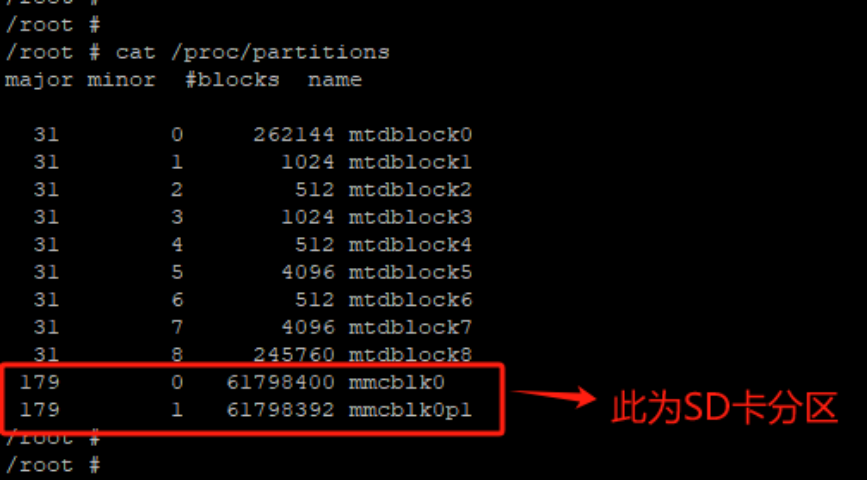 /root #
/root #
/root # cat /proc/partitions
major minor  #blocks  name
31        0     262144 mtdblock0
31        1       1024 mtdblock1
31        2        512 mtdblock2
31        3       1024 mtdblock3
31        4        512 mtdblock4
31        5       4096 mtdblock5
31        6        512 mtdblock6
31        7       4096 mtdblock7
31        8     245760 mtdblock8
179        0   61798400 mmcblk0
179        1   61798392 mmcblk0p1
此为SD卡分区
/root #
/root #